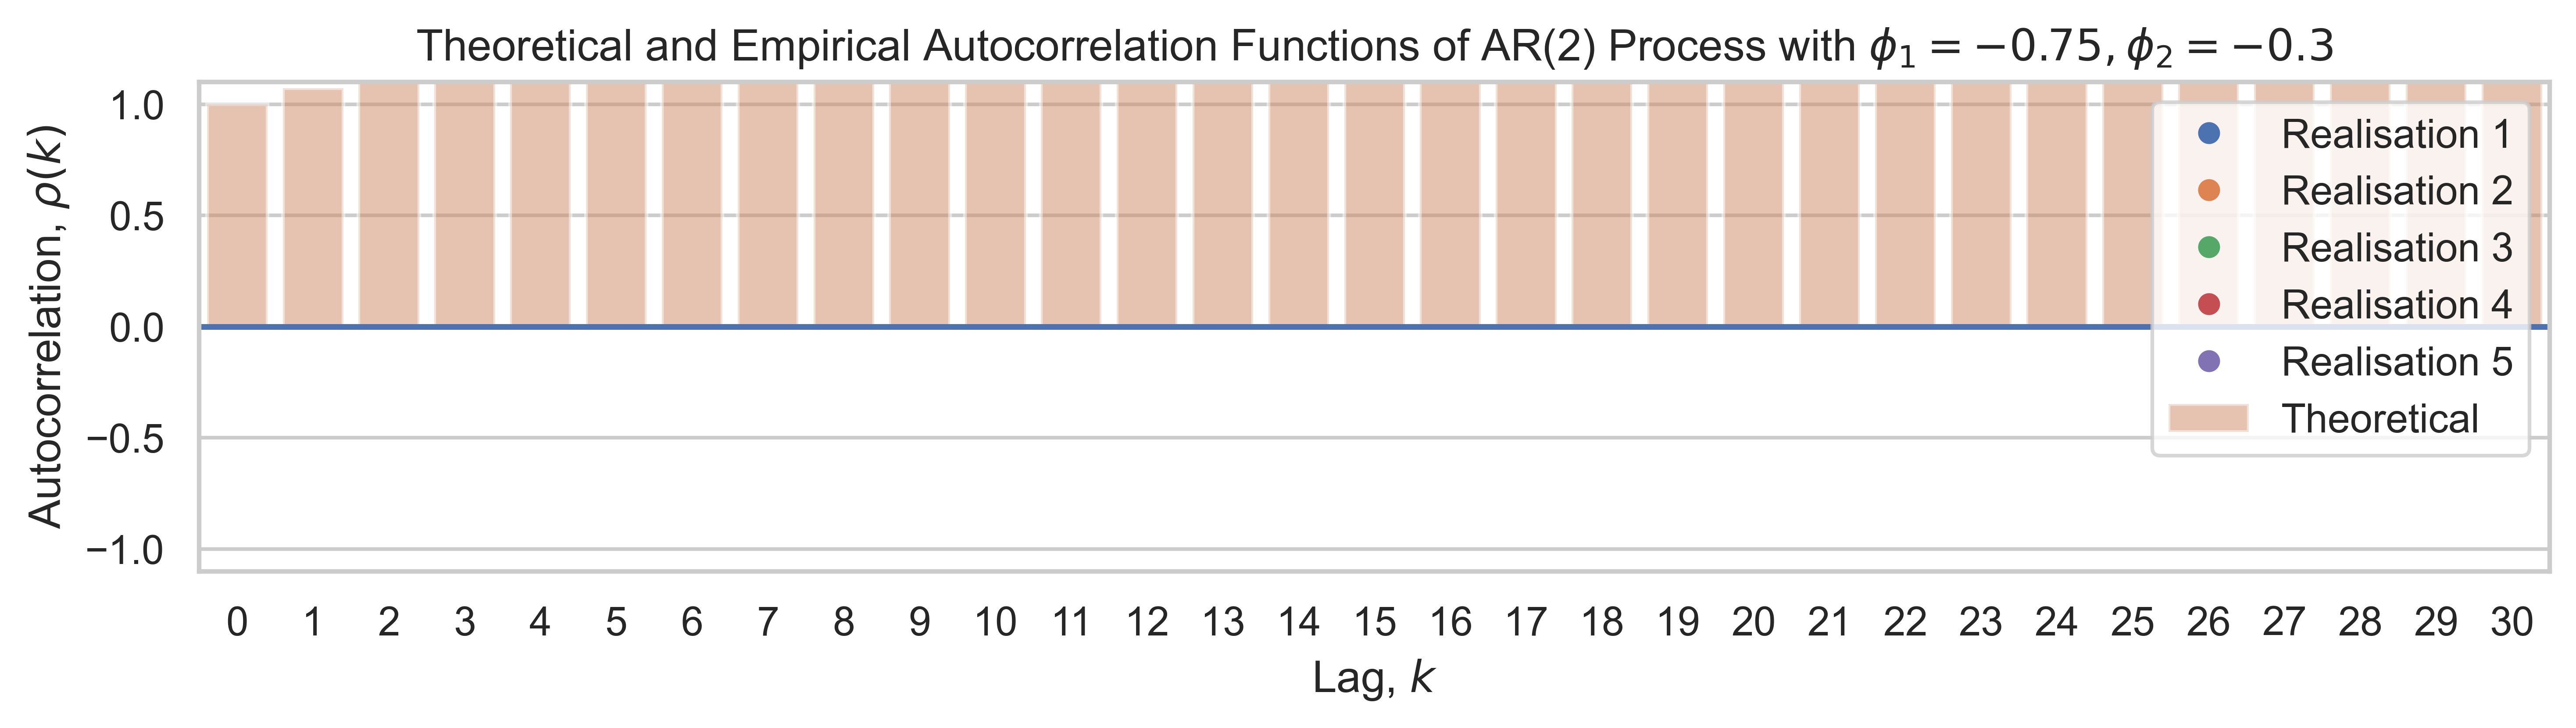 Theoretical and Empirical Autocorrelation Functions of AR(2) Process with ϕ₁ = −0.75, ϕ₂ = −0.3
Autocorrelation, ρ(k)
1.0
0.5
0.0
−0.5
−1.0
Realisation 1
Realisation 2
Realisation 3
Realisation 4
Realisation 5
Theoretical
0 1 2 3 4 5 6 7 8 9 10 11 12 13 14 15 16 17 18 19 20 21 22 23 24 25 26 27 28 29 30
Lag, k